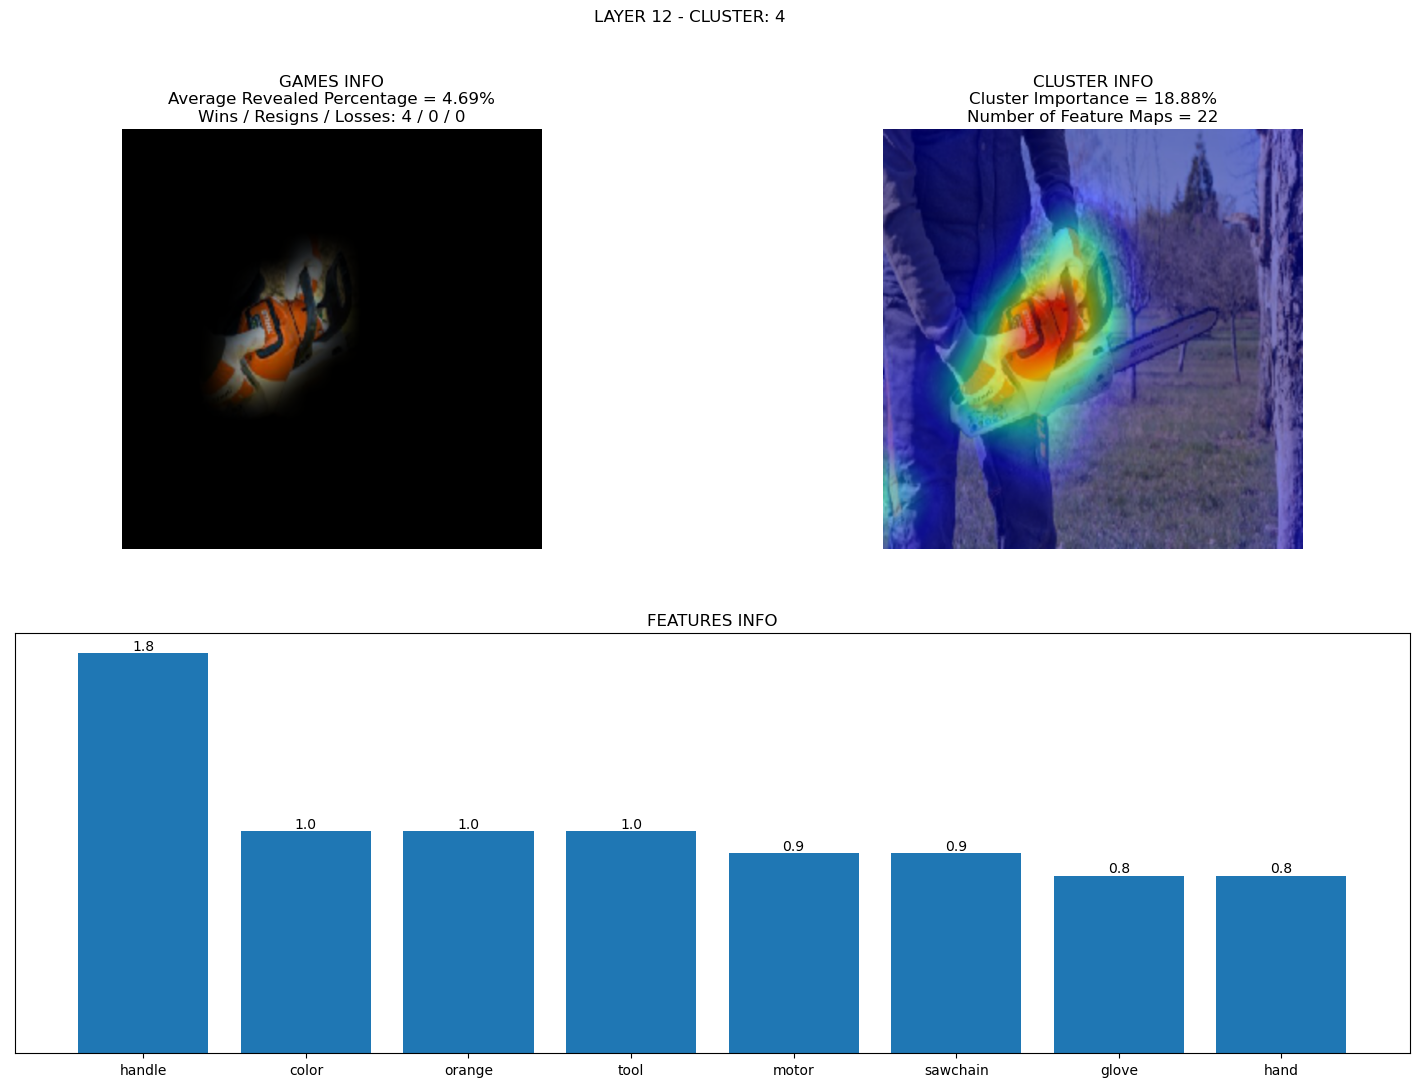 LAYER 12 - CLUSTER: 4
GAMES INFO
Average Revealed Percentage = 4.69%
Wins / Resigns / Losses: 4 / 0 / 0
CLUSTER INFO
Cluster Importance = 18.88%
Number of Feature Maps = 22
FEATURES INFO
1.8
1.0
1.0
1.0
0.9
0.9
0.8
0.8
handle
color
orange
tool
motor
sawchain
glove
hand